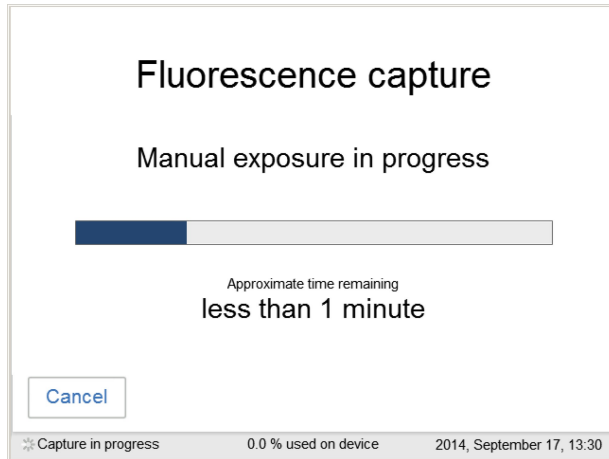 Fluorescence capture
Manual exposure in progress
Approximate time remaining
less than 1 minute
Cancel
Capture in progress 0.0 % used on device 2014, September 17, 13:30